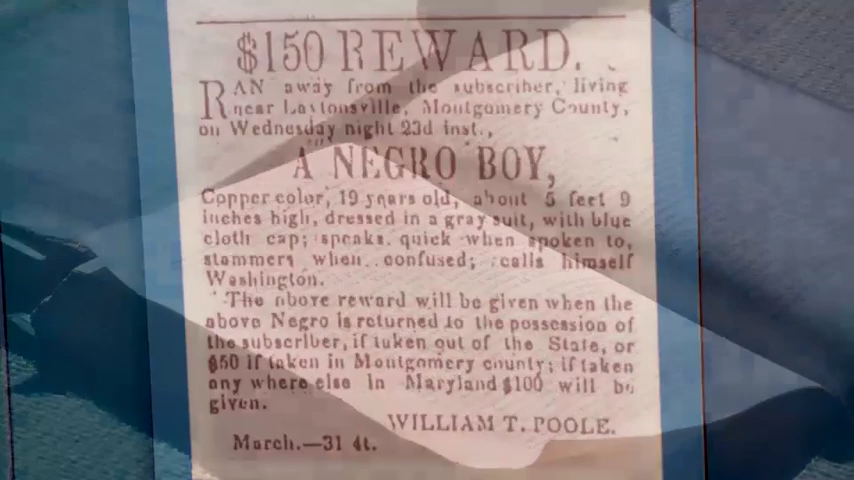 $150 REWARD.
RAN away from the subscriber, living
near Laytonsville, Montgomery County,
on Wednesday night 23d inst.,
A NEGRO BOY,
Copper color, 19 years old, about 5 feet 9
inches high, dressed in a gray suit, with blue
cloth cap; speaks quick when spoken to,
stammers when confused; calls himself
Washington.
The above reward will be given when the
above Negro is returned to the possession of
the subscriber, if taken out of the State, or
$50 if taken in Montgomery county; if taken
any where else in Maryland $100 will be
given.
WILLIAM T. POOLE.
March.—31 4t.